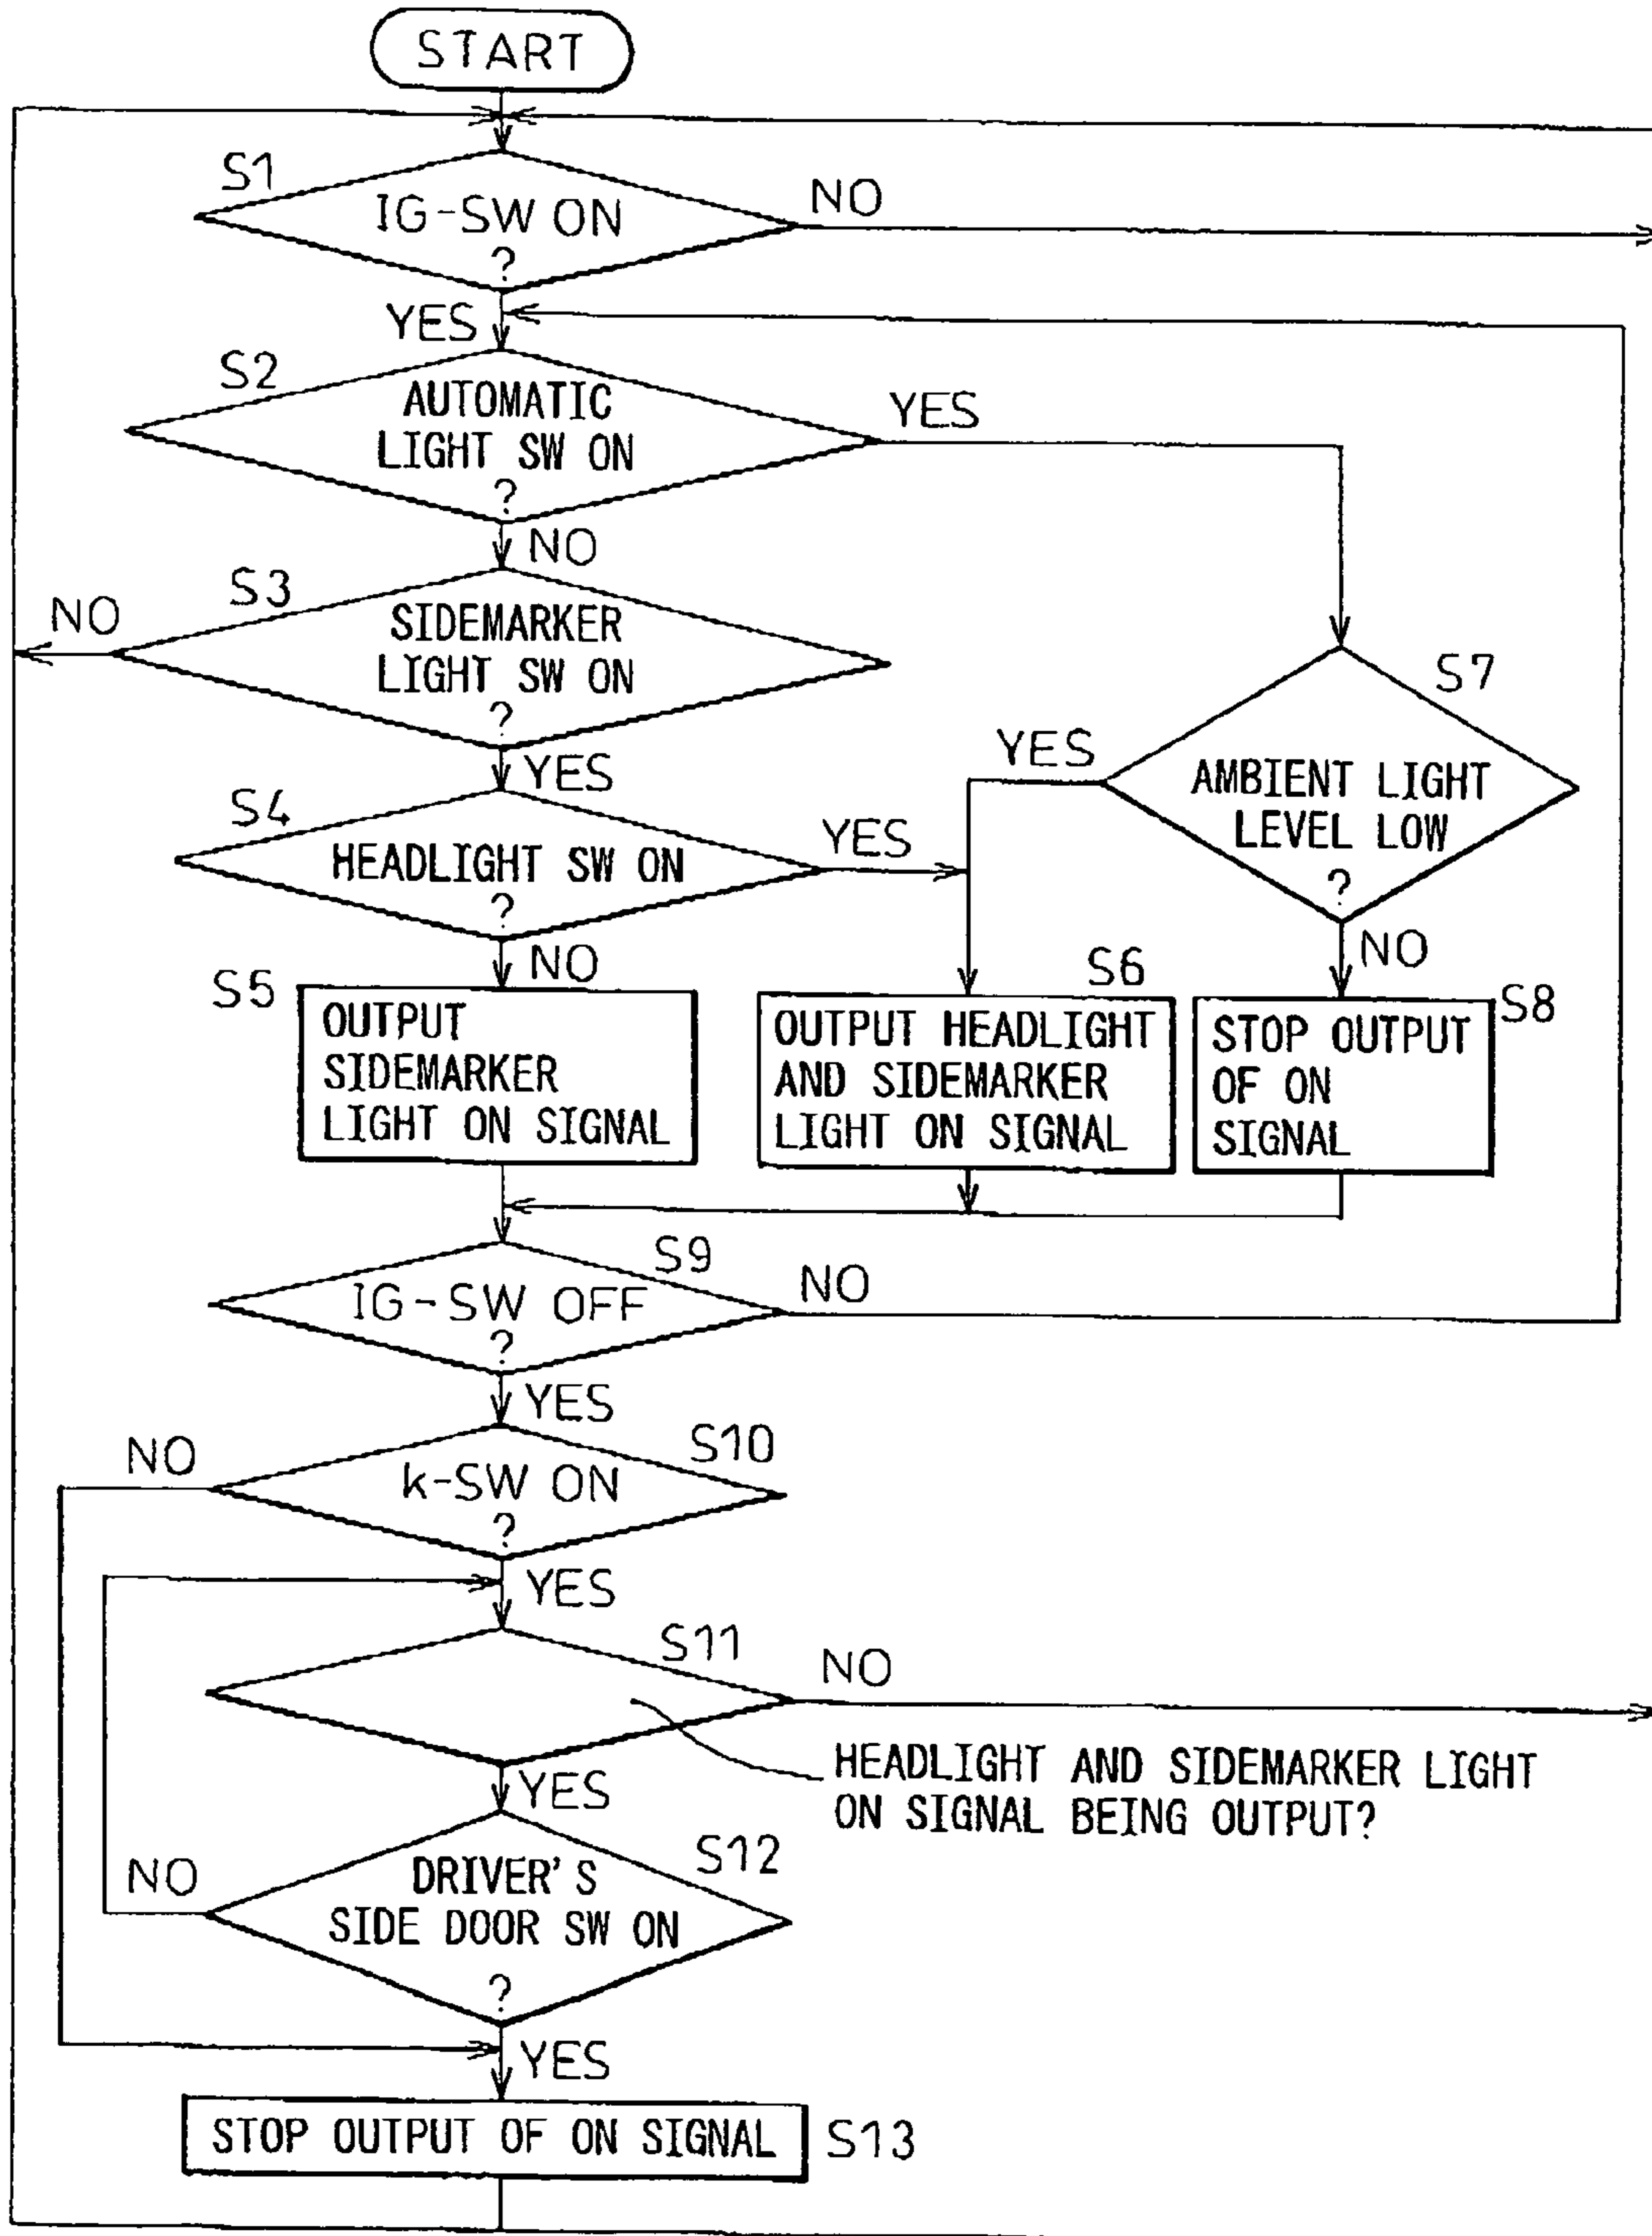 START
S1
IG-SW ON
?
NO
YES
S2
AUTOMATIC
LIGHT SW ON
?
YES
NO
S3
NO
SIDEMARKER
LIGHT SW ON
?
YES
S7
AMBIENT LIGHT
LEVEL LOW
?
YES
NO
S4
HEADLIGHT SW ON
?
YES
NO
S5
OUTPUT
SIDEMARKER
LIGHT ON SIGNAL
S6
OUTPUT HEADLIGHT
AND SIDEMARKER
LIGHT ON SIGNAL
S8
STOP OUTPUT
OF ON
SIGNAL
S9
IG-SW OFF
?
NO
YES
S10
NO
k-SW ON
?
YES
S11
NO
HEADLIGHT AND SIDEMARKER LIGHT
ON SIGNAL BEING OUTPUT?
YES
S12
NO
DRIVER'S
SIDE DOOR SW ON
?
YES
STOP OUTPUT OF ON SIGNAL
S13